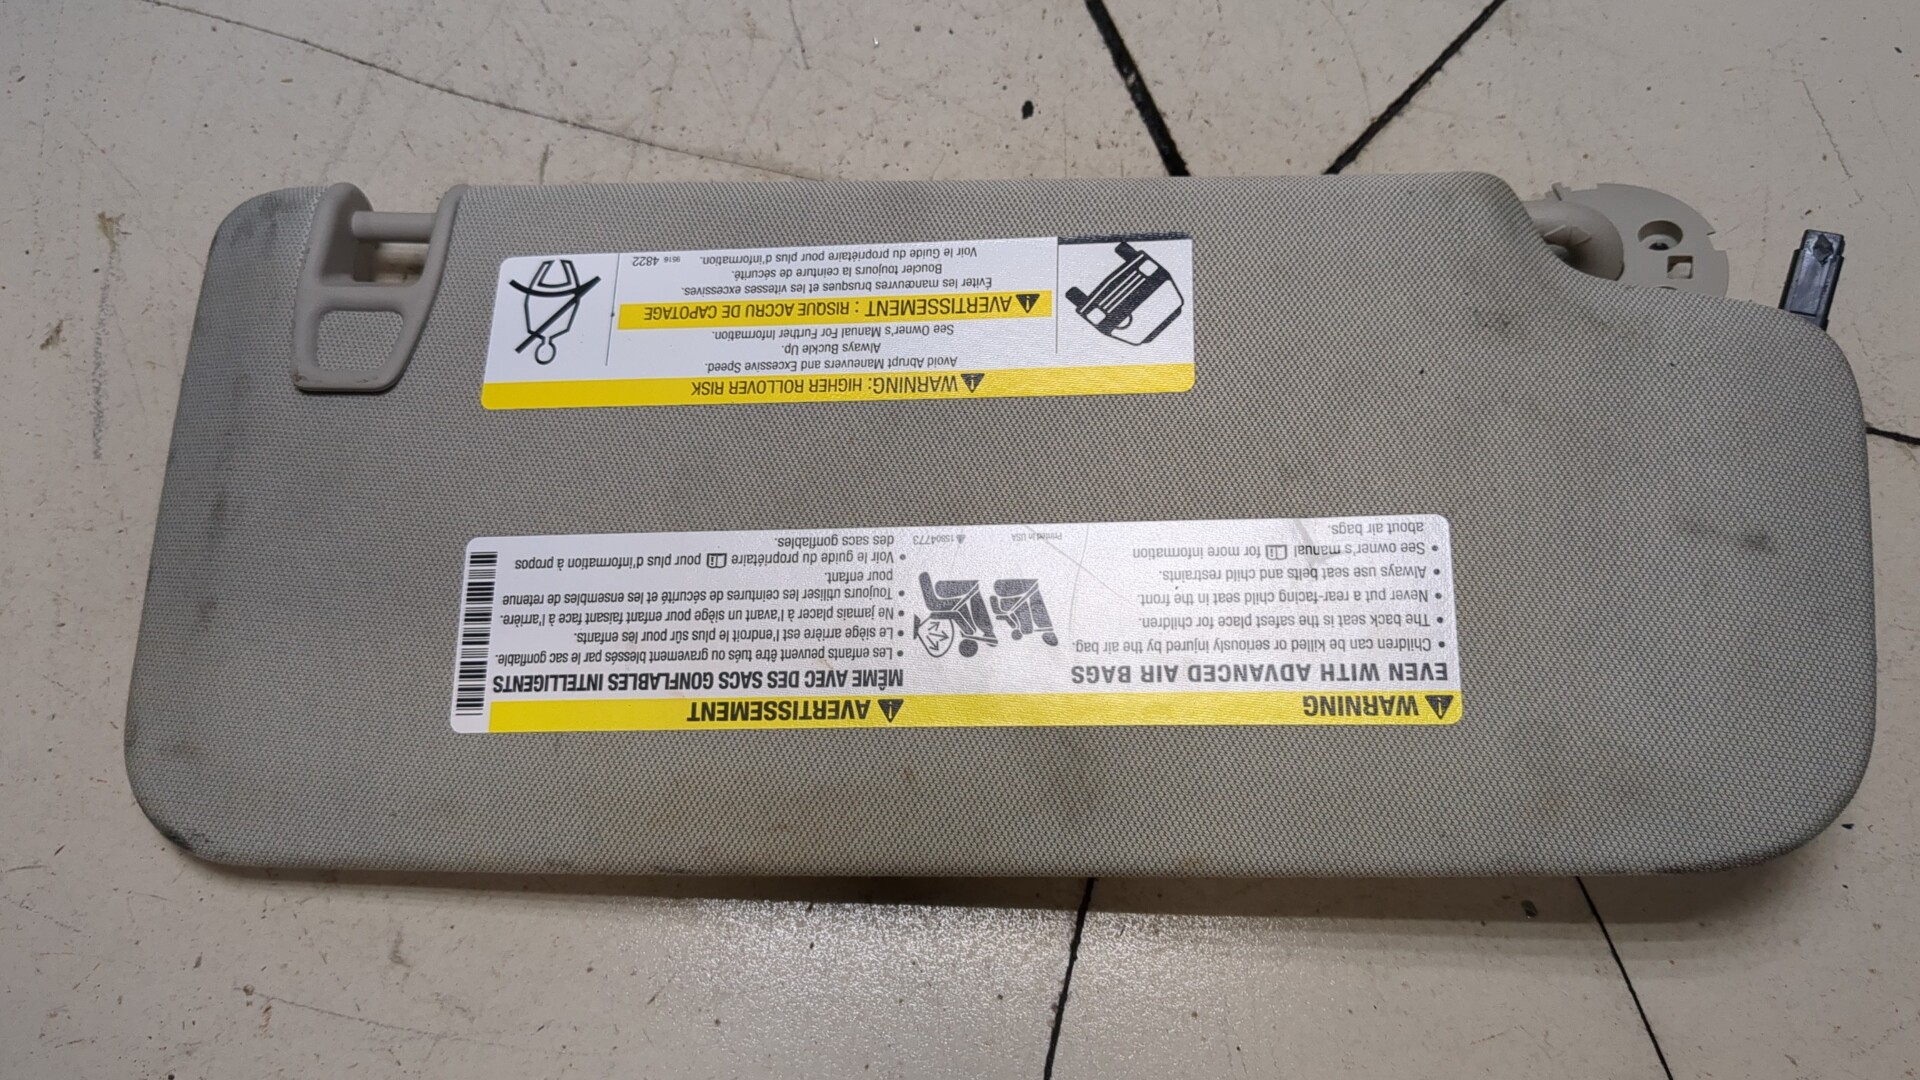 WARNING
EVEN WITH ADVANCED AIR BAGS
• Children can be killed or seriously injured by the air bag.
• The back seat is the safest place for children.
• Never put a rear-facing child seat in the front.
• Always use seat belts and child restraints.
• See owner's manual for more information
about air bags.
Printed in USA
15804773
AVERTISSEMENT
MÊME AVEC DES SACS GONFLABLES INTELLIGENTS
• Les enfants peuvent être tués ou gravement blessés par le sac gonflable.
• Le siège arrière est l'endroit le plus sûr pour les enfants.
• Ne jamais placer à l'avant un siège pour enfant faisant face à l'arrière.
• Toujours utiliser les ceintures de sécurité et les ensembles de retenue
pour enfant.
• Voir le guide du propriétaire pour plus d'information à propos
des sacs gonflables.
WARNING: HIGHER ROLLOVER RISK
Avoid Abrupt Maneuvers and Excessive Speed.
Always Buckle Up.
See Owner's Manual For Further Information.
AVERTISSEMENT : RISQUE ACCRU DE CAPOTAGE
Éviter les manœuvres brusques et les vitesses excessives.
Boucler toujours la ceinture de sécurité.
Voir le Guide du propriétaire pour plus d'information.
9516 4822